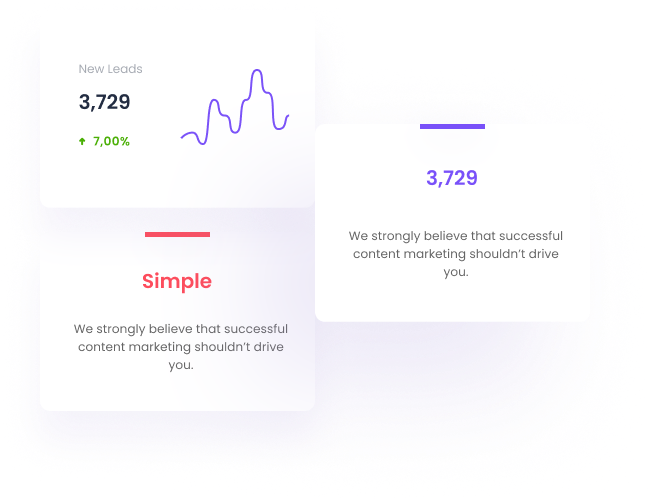 New Leads
3,729
7,00%
Simple
We strongly believe that successful
content marketing shouldn't drive
you.
3,729
We strongly believe that successful
content marketing shouldn't drive
you.